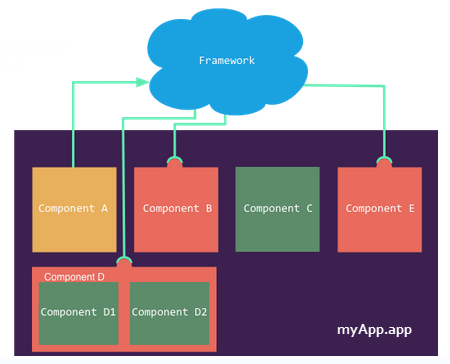 Framework
Component A
Component B
Component C
Component E
Component D
Component D1
Component D2
myApp.app